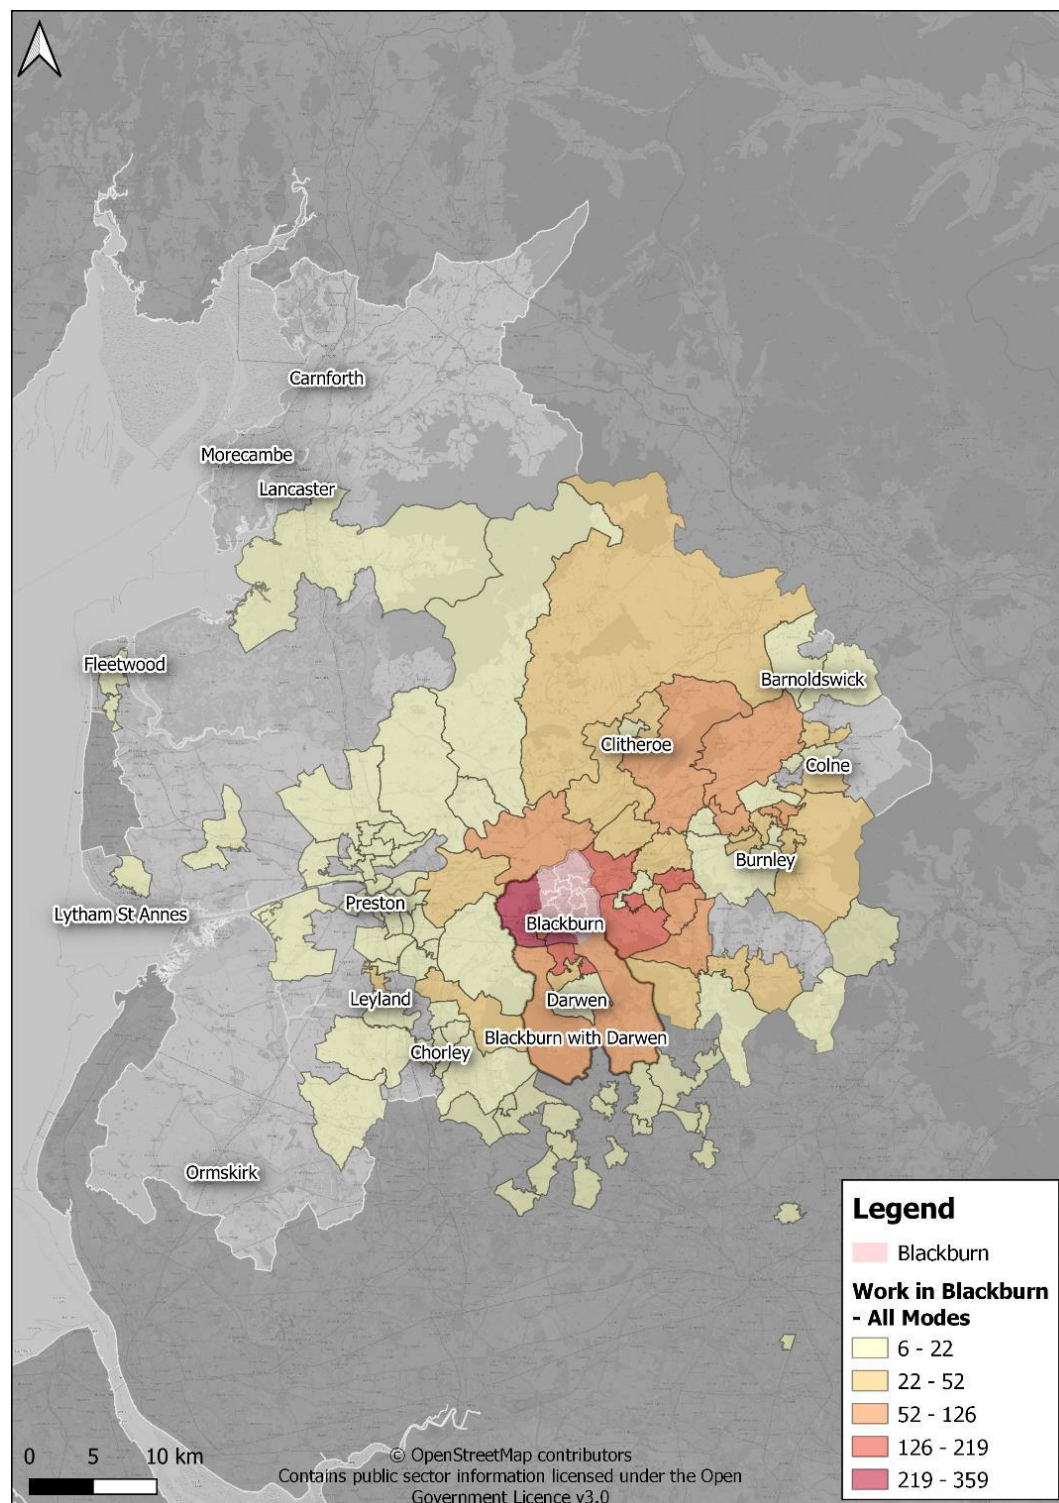 Carnforth
Morecambe
Lancaster
Fleetwood
Barnoldswick
Clitheroe
Colne
Burnley
Preston
Lytham St Annes
Blackburn
Leyland
Darwen
Blackburn with Darwen
Chorley
Ormskirk
Legend
Blackburn
Work in Blackburn
- All Modes
6 - 22
22 - 52
52 - 126
126 - 219
219 - 359
0 5 10 km
© OpenStreetMap contributors
Contains public sector information licensed under the Open
Government Licence v3.0